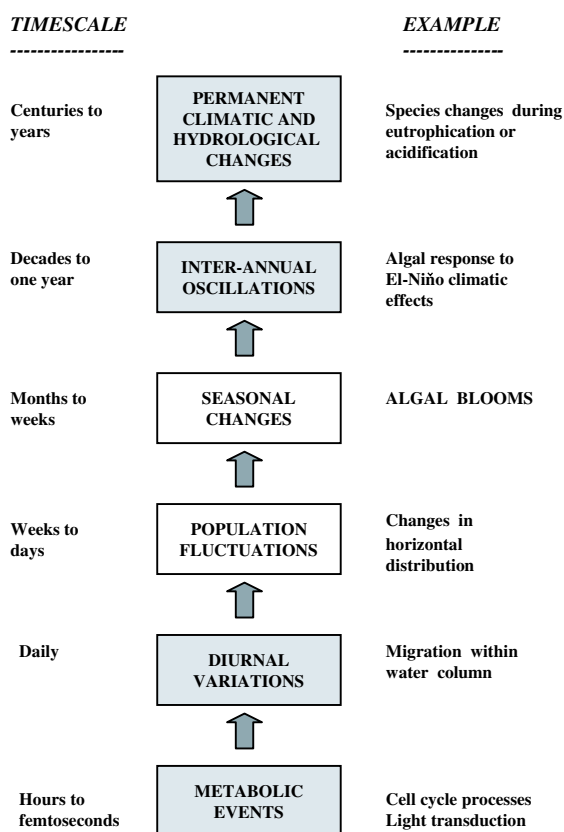 TIMESCALE EXAMPLE
----------------- ---------------
Centuries to
years
PERMANENT
CLIMATIC AND
HYDROLOGICAL
CHANGES
Species changes during
eutrophication or
acidification
Decades to
one year
INTER-ANNUAL
OSCILLATIONS
Algal response to
El-Niňo climatic
effects
Months to
weeks
SEASONAL
CHANGES
ALGAL BLOOMS
Weeks to
days
POPULATION
FLUCTUATIONS
Changes in
horizontal
distribution
Daily
DIURNAL
VARIATIONS
Migration within
water column
Hours to
femtoseconds
METABOLIC
EVENTS
Cell cycle processes
Light transduction